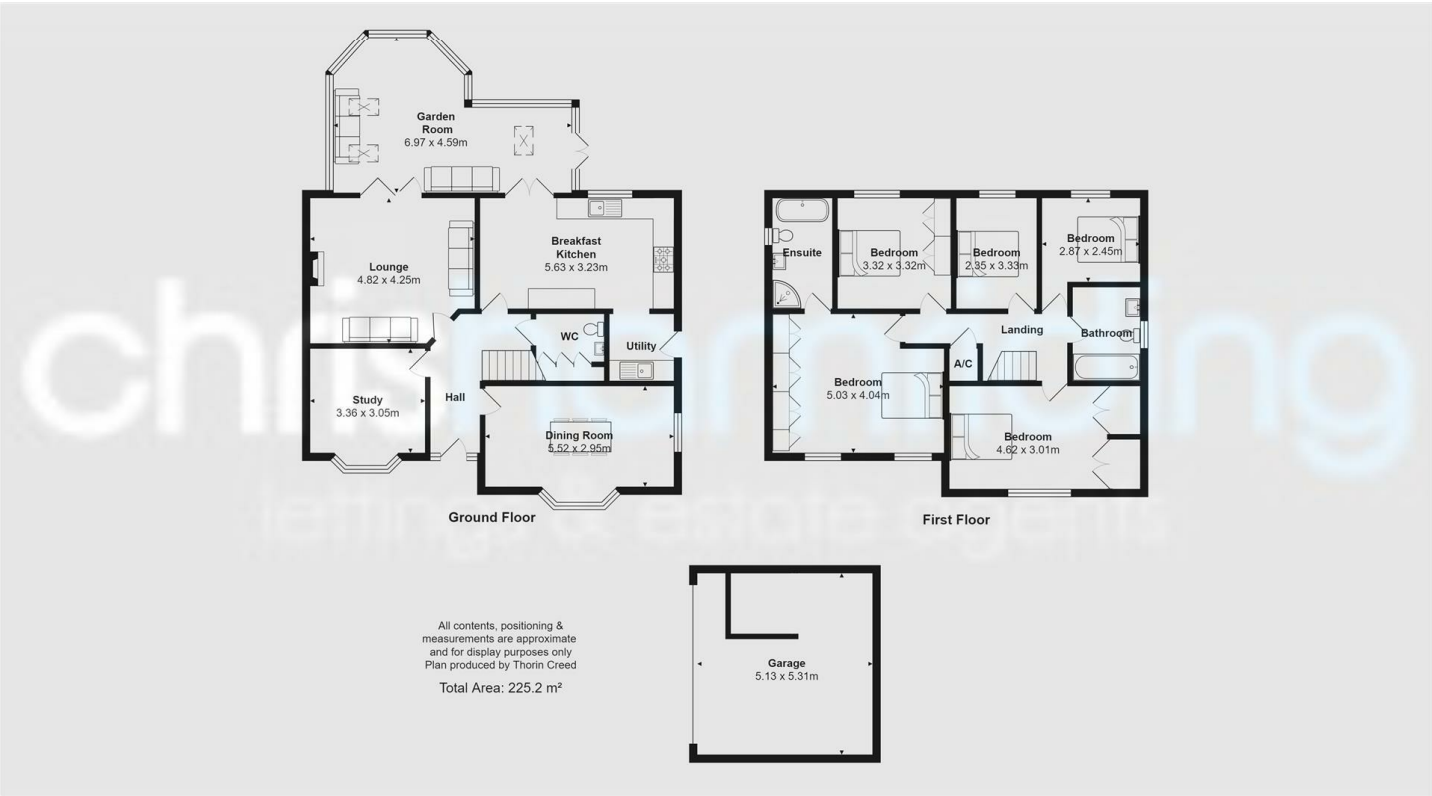 Garden
Room
6.97 x 4.59m
Breakfast
Kitchen
5.63 x 3.23m
Lounge
4.82 x 4.25m
WC
Utility
Study
3.36 x 3.05m
Hall
Dining Room
5.52 x 2.95m
Ground Floor
Ensuite
Bedroom
3.32 x 3.32m
Bedroom
2.35 x 3.33m
Bedroom
2.87 x 2.45m
Landing
Bathroom
A/C
Bedroom
5.03 x 4.04m
Bedroom
4.62 x 3.01m
First Floor
Garage
5.13 x 5.31m
All contents, positioning &
measurements are approximate
and for display purposes only
Plan produced by Thorin Creed
Total Area: 225.2 m²
lettings & estate agents